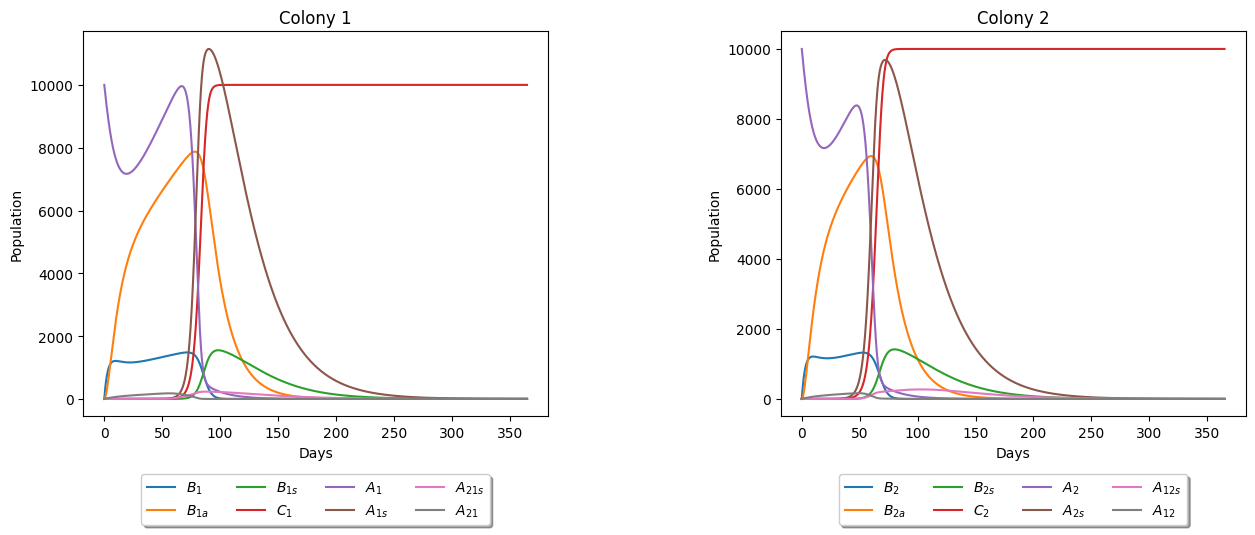 Colony 1
Population
10000
8000
6000
4000
2000
0
0 50 100 150 200 250 300 350
Days
B₁ B₁ₛ A₁ A₂₁ₛ
B₁ₐ C₁ A₁ₛ A₂₁
Colony 2
Population
10000
8000
6000
4000
2000
0
0 50 100 150 200 250 300 350
Days
B₂ B₂ₛ A₂ A₁₂ₛ
B₂ₐ C₂ A₂ₛ A₁₂